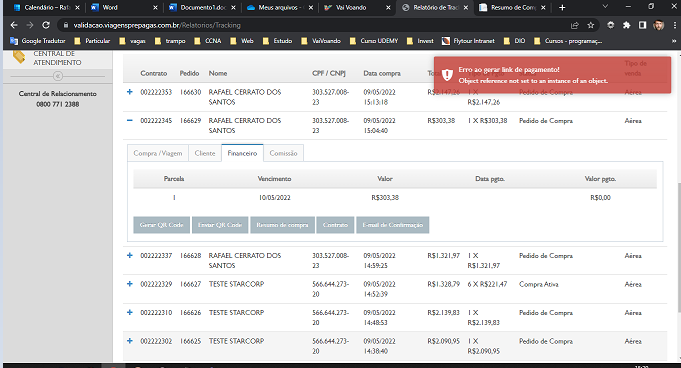 Calendário – Rafa
Word
Documento1.do
Meus arquivos -
Vai Voando
Relatório de Trac
Resumo de Com
validacao.viagensprepagas.com.br/Relatorios/Tracking
Google Tradutor
Particular
vagas
trampo
CCNA
Web
Estudo
VaiVoando
Curso UDEMY
Invest
Flytour Intranet
DIO
Cursos - programaç...
CENTRAL DE
ATENDIMENTO
Central de Relacionamento
0800 771 2388
Erro ao gerar link de pagamento!
Object reference not set to an instance of an object.
Contrato Pedido Nome CPF / CNPJ Data compra Tipo de venda
+ 002222353 166630 RAFAEL CERRATO DOS SANTOS 303.527.008-23 09/05/2022 15:13:18 R$2.147,26 1 X R$2.147,26 Pedido de Compra Aérea
− 002222345 166629 RAFAEL CERRATO DOS SANTOS 303.527.008-23 09/05/2022 15:04:40 R$303,38 1 X R$303,38 Pedido de Compra Aérea
Compra / Viagem Cliente Financeiro Comissão
Parcela Vencimento Valor Data pgto. Valor pgto.
1 10/05/2022 R$303,38 R$0,00
Gerar QR Code Enviar QR Code Resumo de compra Contrato E-mail de Confirmação
+ 002222337 166628 RAFAEL CERRATO DOS SANTOS 303.527.008-23 09/05/2022 14:59:25 R$1.321,97 1 X R$1.321,97 Pedido de Compra Aérea
+ 002222329 166627 TESTE STARCORP 566.644.273-20 09/05/2022 14:52:39 R$1.328,79 6 X R$221,47 Compra Ativa Aérea
+ 002222310 166626 TESTE STARCORP 566.644.273-20 09/05/2022 14:48:53 R$2.139,83 1 X R$2.139,83 Pedido de Compra Aérea
+ 002222302 166625 TESTE STARCORP 566.644.273-20 09/05/2022 14:38:40 R$2.090,95 1 X R$2.090,95 Pedido de Compra Aérea